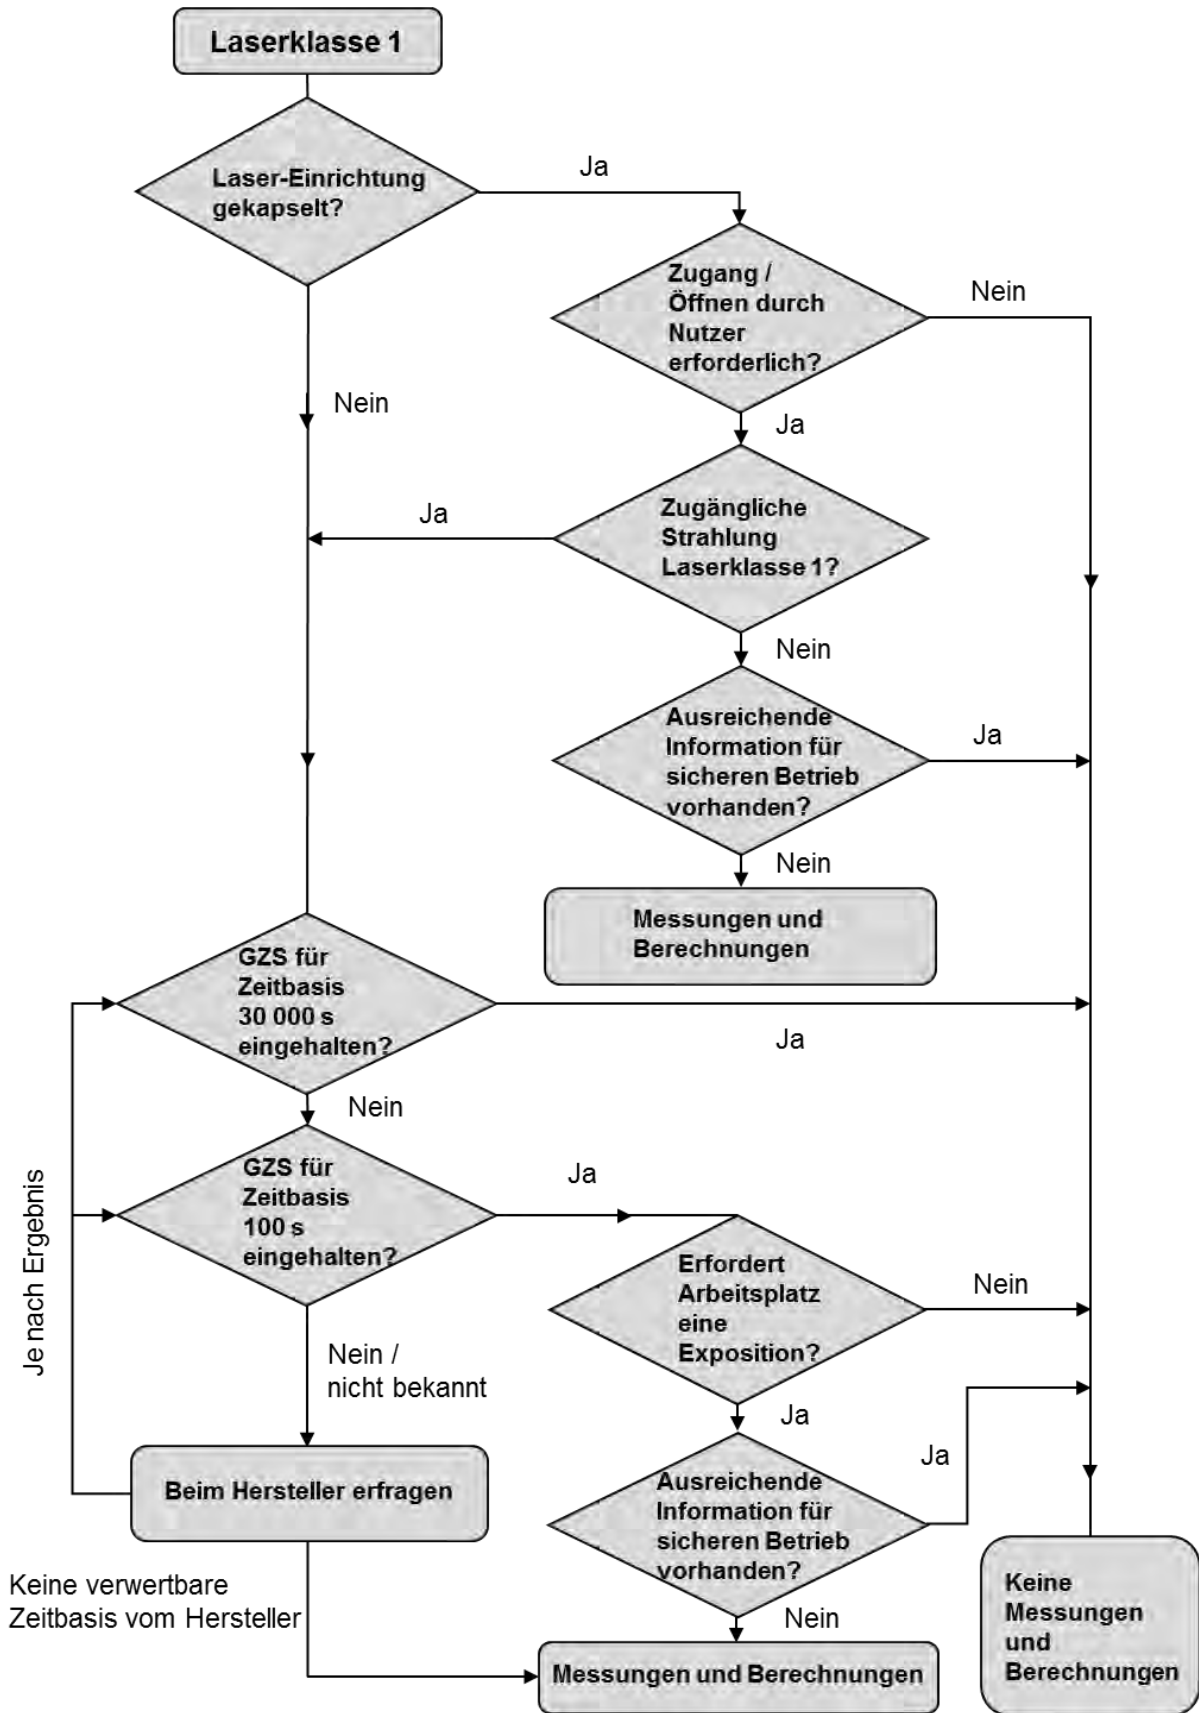 Laserklasse 1
Laser-Einrichtung
gekapselt?
Ja
Zugang /
Öffnen durch
Nutzer
erforderlich?
Nein
Nein
Ja
Zugängliche
Strahlung
Laserklasse 1?
Ja
Nein
Ausreichende
Information für
sicheren Betrieb
vorhanden?
Ja
Nein
Messungen und
Berechnungen
GZS für
Zeitbasis
30 000 s
eingehalten?
Ja
Nein
GZS für
Zeitbasis
100 s
eingehalten?
Ja
Je nach Ergebnis
Erfordert
Arbeitsplatz
eine
Exposition?
Nein
Nein /
nicht bekannt
Ja
Beim Hersteller erfragen
Ausreichende
Information für
sicheren Betrieb
vorhanden?
Ja
Keine verwertbare
Zeitbasis vom Hersteller
Nein
Messungen und Berechnungen
Keine
Messungen
und
Berechnungen